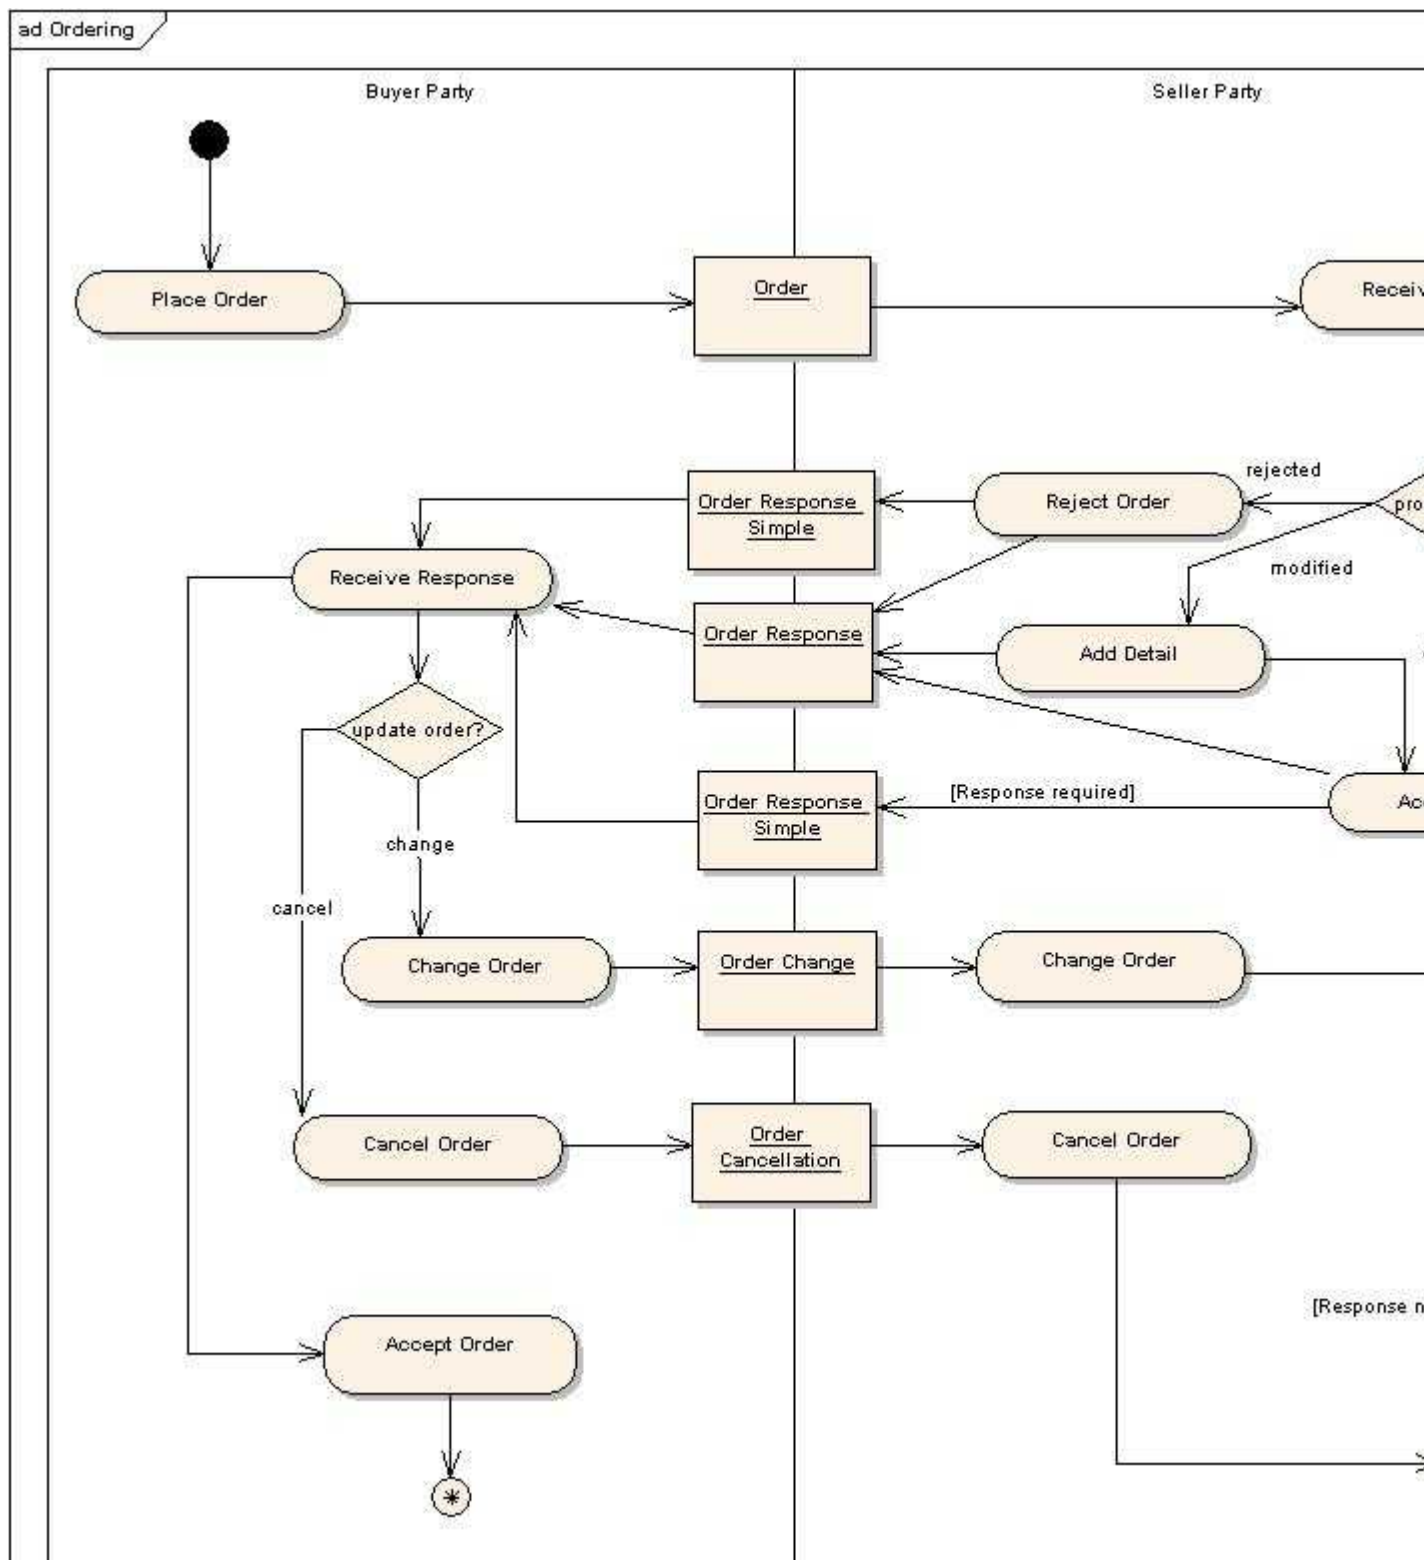 ad Ordering
Buyer Party
Seller Party
Place Order
Order
rejected
Order Response
Simple
Reject Order
Receive Response
modified
Order Response
Add Detail
update order?
Order Response
Simple
[Response required]
change
cancel
Change Order
Order Change
Change Order
Cancel Order
Order
Cancellation
Cancel Order
[Response
Accept Order